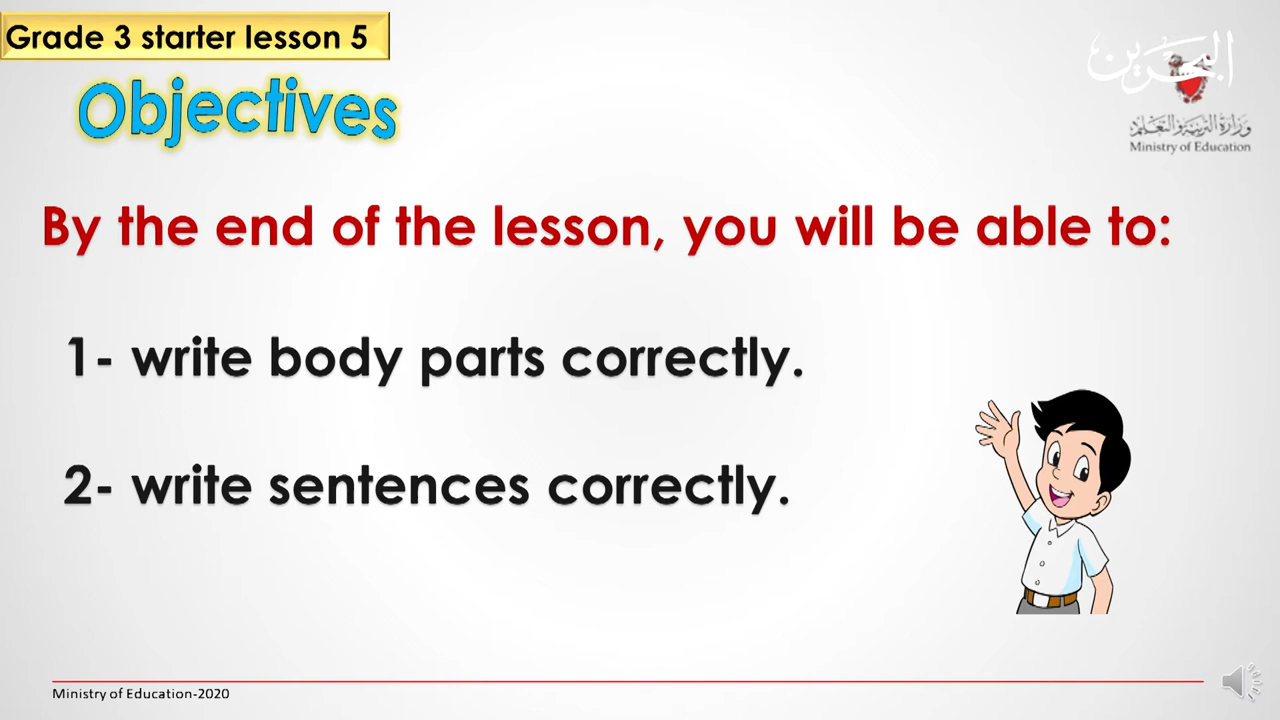 Grade 3 starter lesson 5
البحرين
Objectives
وزارة التربية والتعليم
Ministry of Education
By the end of the lesson, you will be able to:
1- write body parts correctly.
2- write sentences correctly.
Ministry of Education-2020